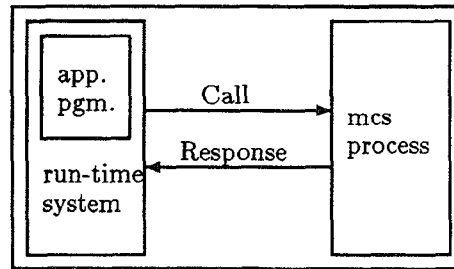 app.
pgm.
run-time
system
Call
Response
mcs
process